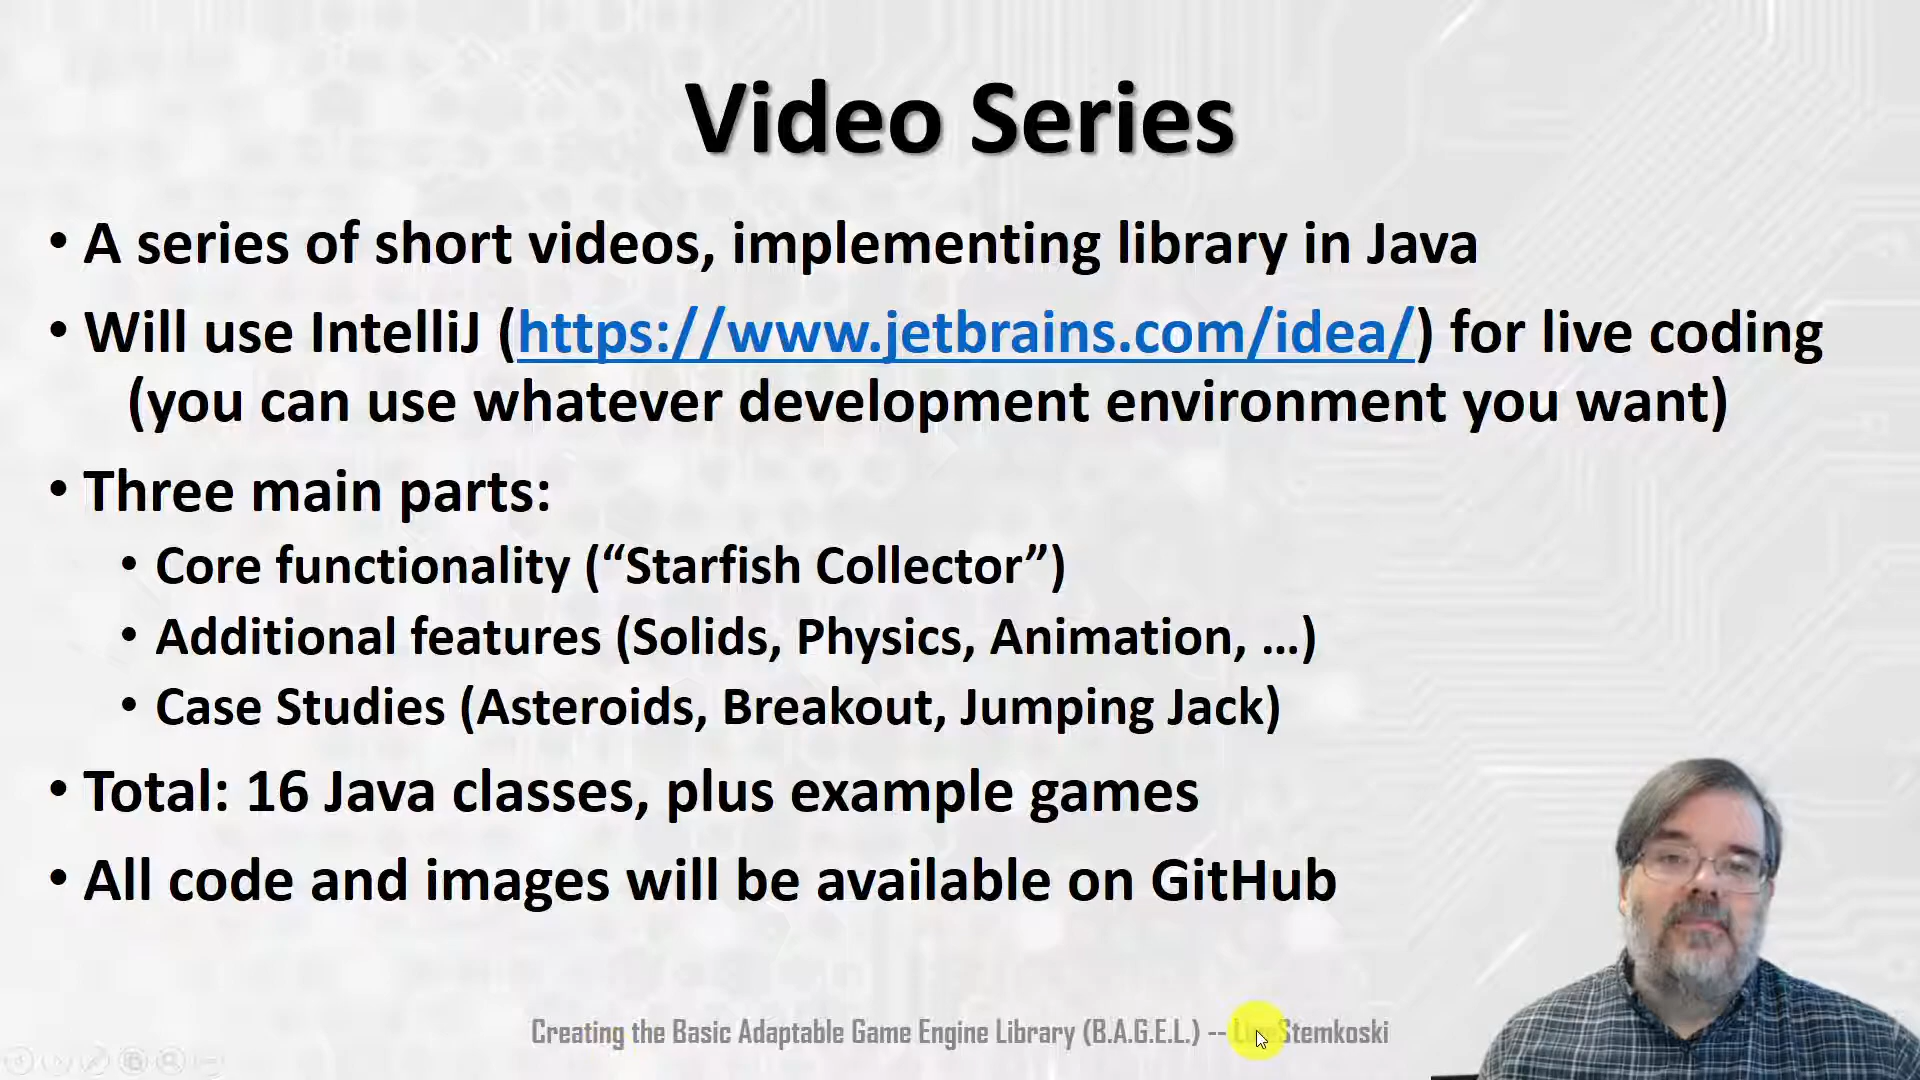 Video Series
• A series of short videos, implementing library in Java
• Will use IntelliJ (https://www.jetbrains.com/idea/) for live coding
(you can use whatever development environment you want)
• Three main parts:
• Core functionality (“Starfish Collector”)
• Additional features (Solids, Physics, Animation, …)
• Case Studies (Asteroids, Breakout, Jumping Jack)
• Total: 16 Java classes, plus example games
• All code and images will be available on GitHub
Creating the Basic Adaptable Game Engine Library (B.A.G.E.L.) -- Stemkoski